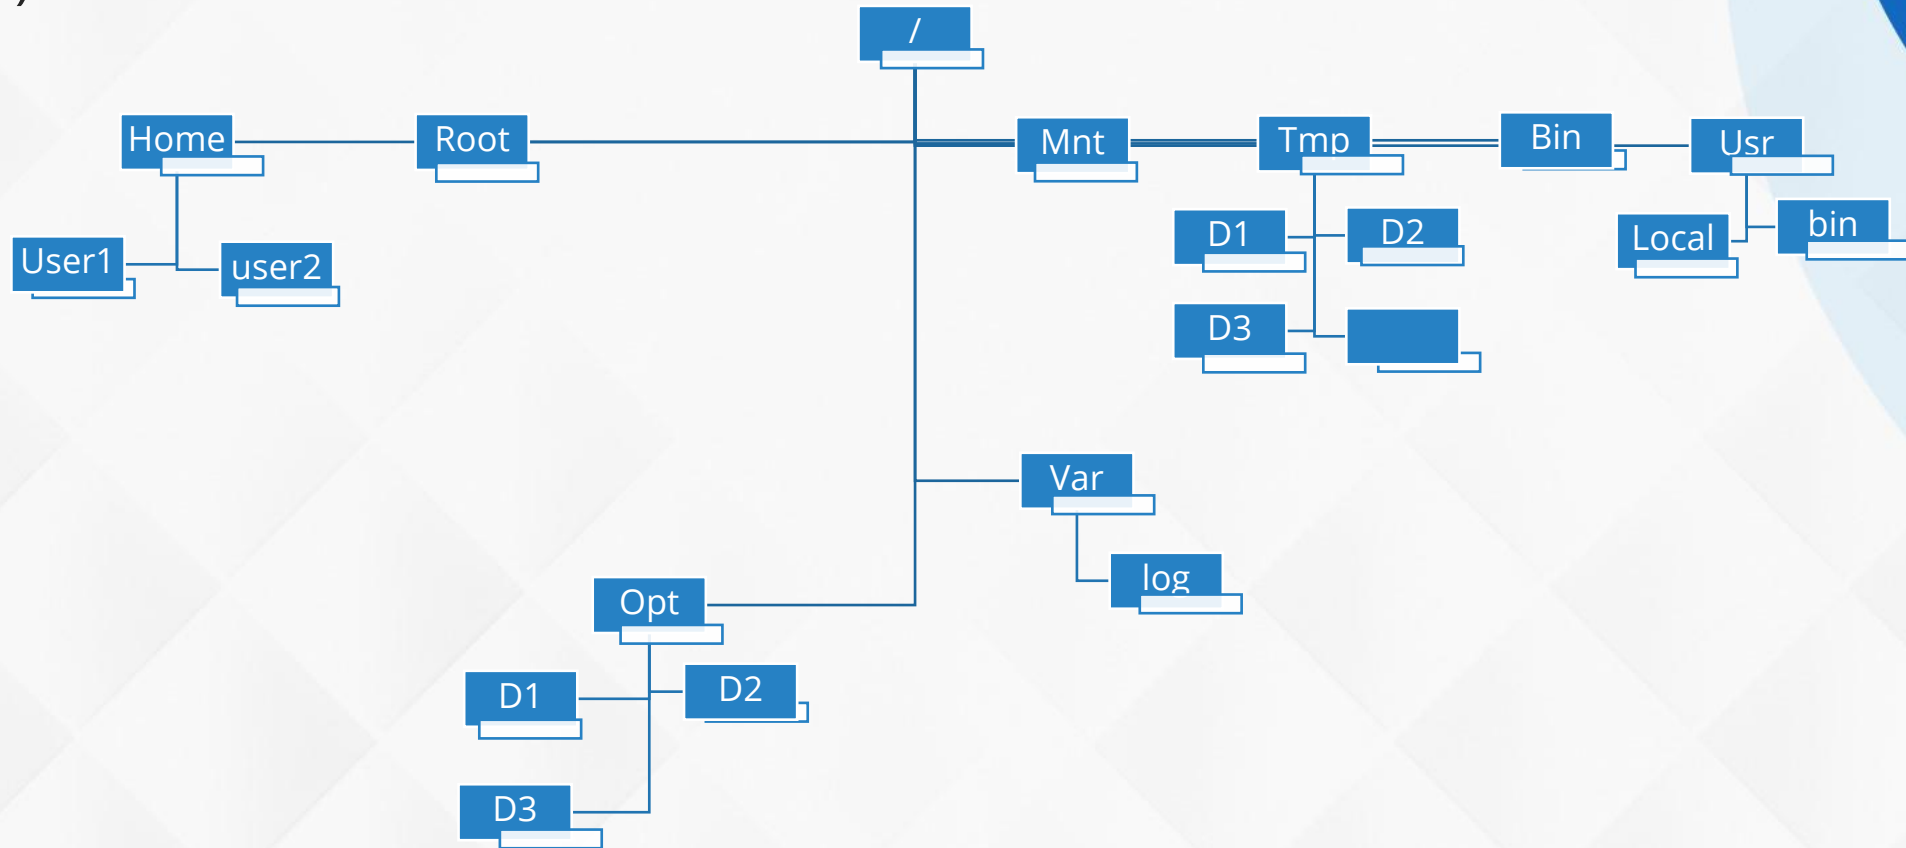 /
Home
Root
Mnt
Tmp
Bin
Usr
User1
user2
D1
D2
Local
bin
D3
Var
log
Opt
D1
D2
D3